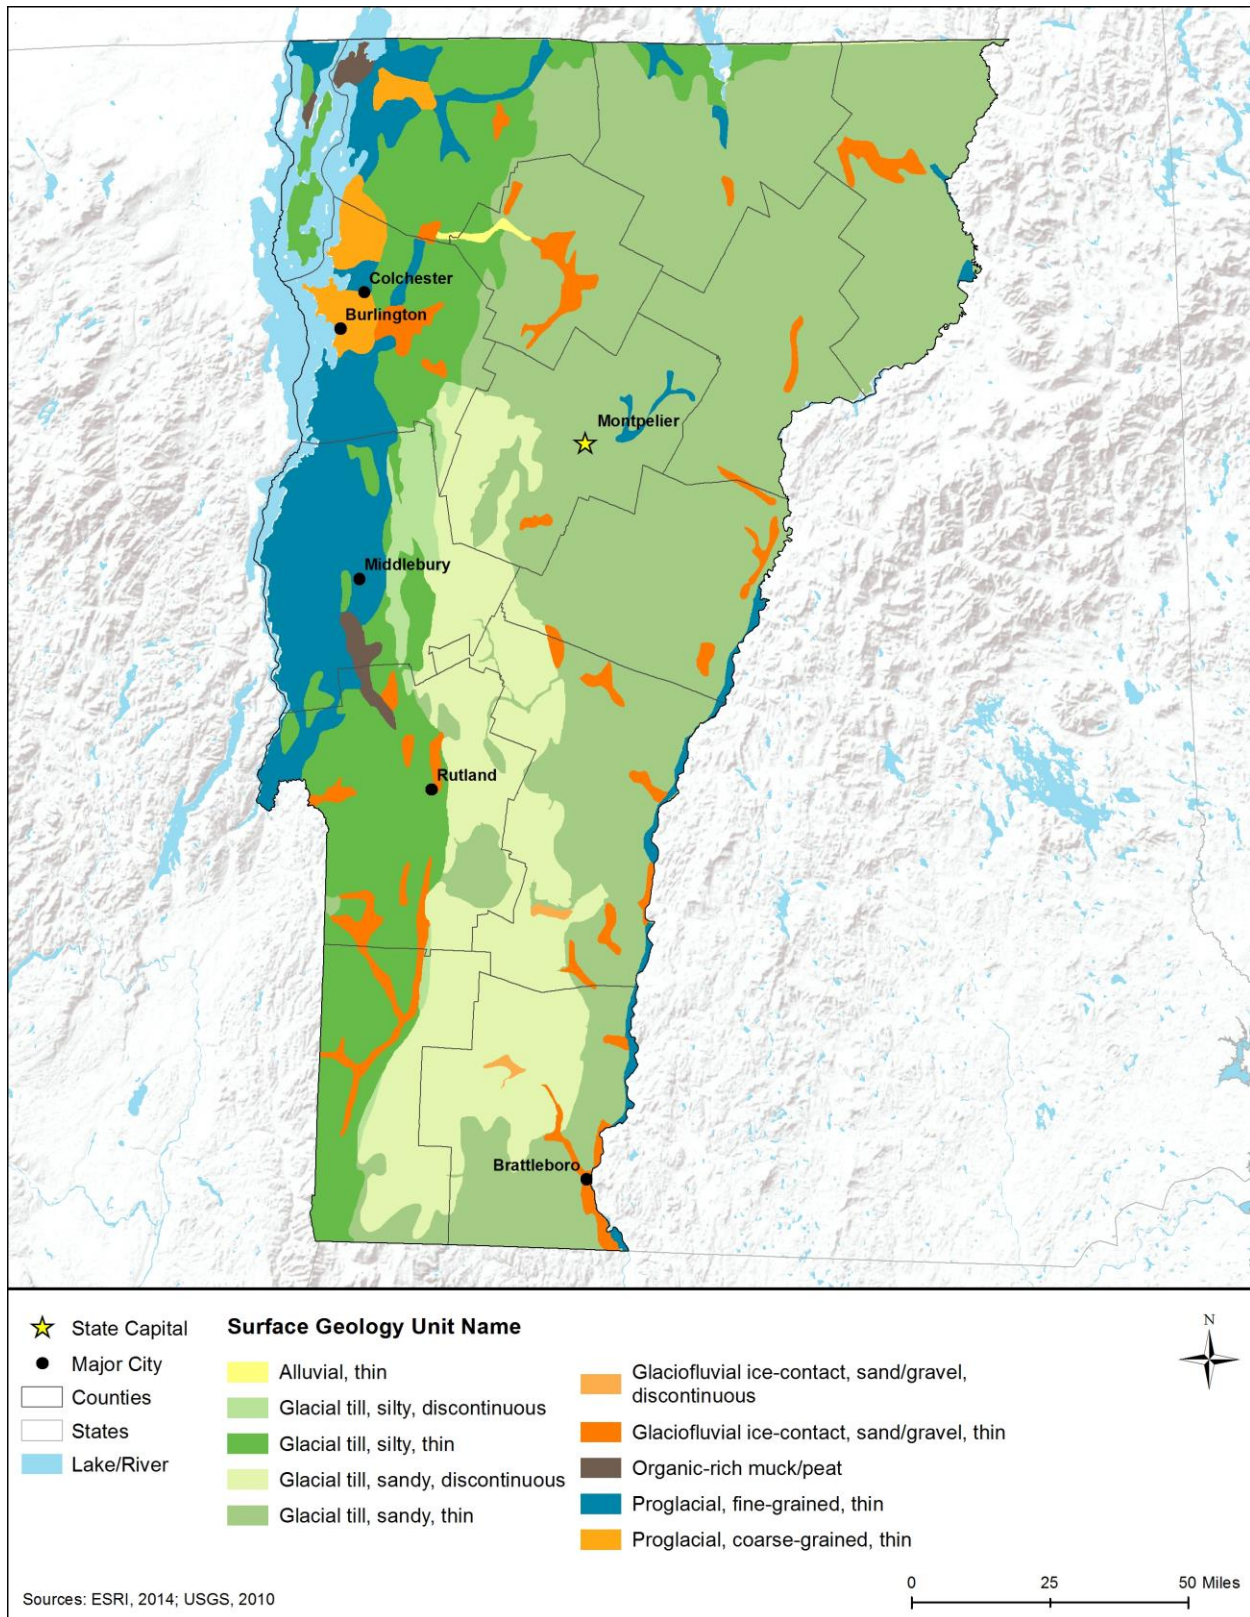 Colchester
Burlington
Montpelier
Middlebury
Rutland
Brattleboro
State Capital
Major City
Counties
States
Lake/River
Surface Geology Unit Name
Alluvial, thin
Glacial till, silty, discontinuous
Glacial till, silty, thin
Glacial till, sandy, discontinuous
Glacial till, sandy, thin
Glaciofluvial ice-contact, sand/gravel,
discontinuous
Glaciofluvial ice-contact, sand/gravel, thin
Organic-rich muck/peat
Proglacial, fine-grained, thin
Proglacial, coarse-grained, thin
N
0 25 50 Miles
Sources: ESRI, 2014; USGS, 2010